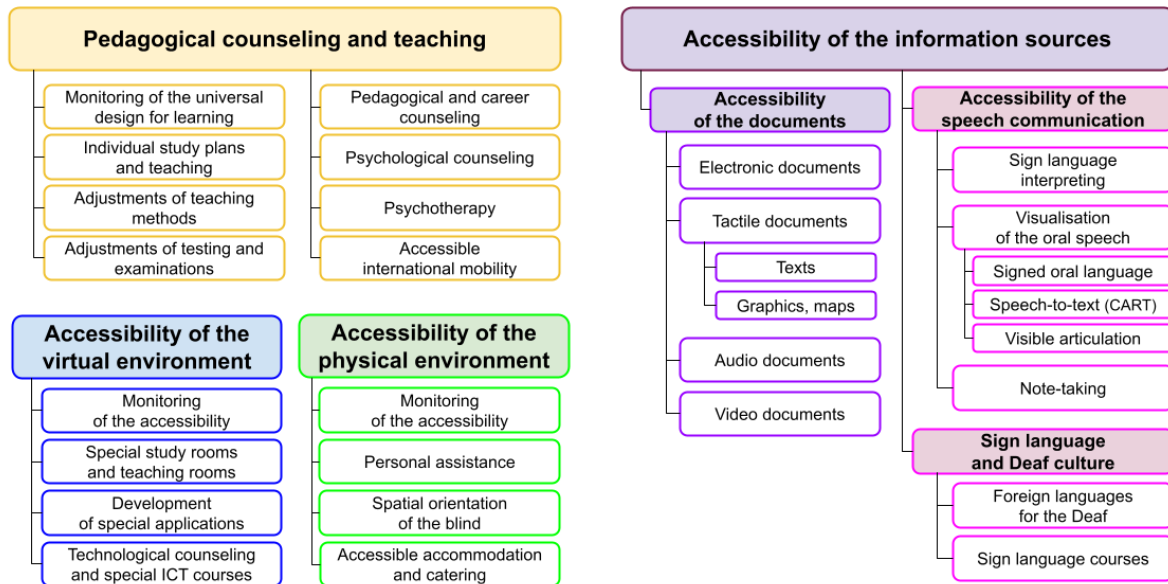 Pedagogical counseling and teaching
Monitoring of the universal
design for learning
Individual study plans
and teaching
Adjustments of teaching
methods
Adjustments of testing and
examinations
Pedagogical and career
counseling
Psychological counseling
Psychotherapy
Accessible
international mobility
Accessibility of the
virtual environment
Monitoring
of the accessibility
Special study rooms
and teaching rooms
Development
of special applications
Technological counseling
and special ICT courses
Accessibility of the
physical environment
Monitoring
of the accessibility
Personal assistance
Spatial orientation
of the blind
Accessible accommodation
and catering
Accessibility of the information sources
Accessibility
of the documents
Electronic documents
Tactile documents
Texts
Graphics, maps
Audio documents
Video documents
Accessibility of the
speech communication
Sign language
interpreting
Visualisation
of the oral speech
Signed oral language
Speech-to-text (CART)
Visible articulation
Note-taking
Sign language
and Deaf culture
Foreign languages
for the Deaf
Sign language courses